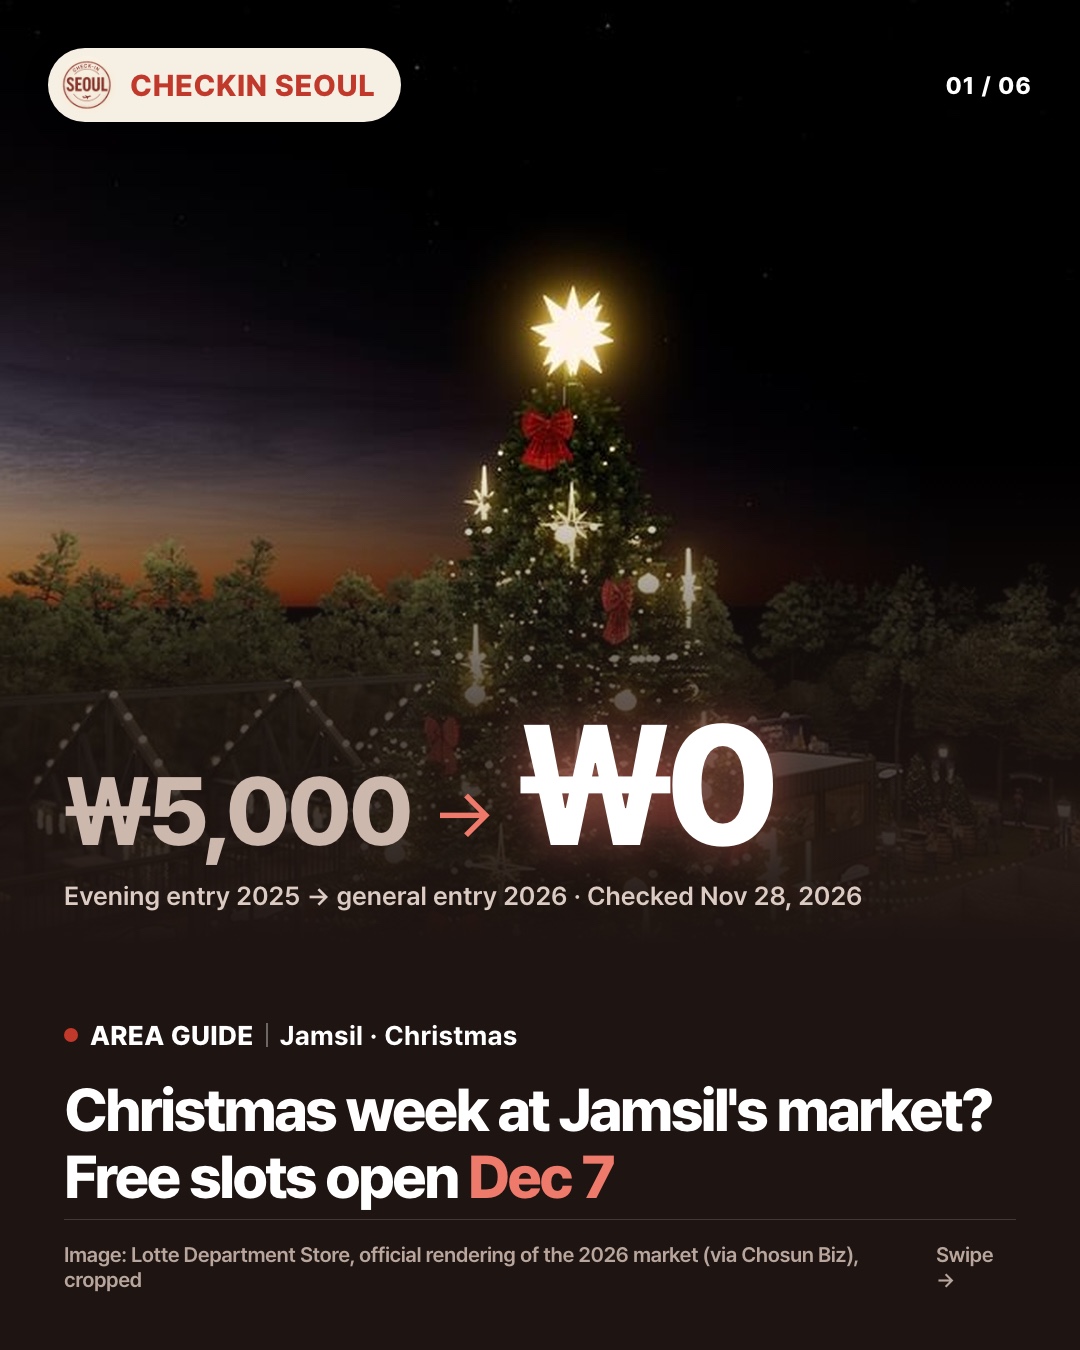 CHECK-IN
SEOUL
CHECKIN SEOUL
01 / 06
₩5,000 → ₩0
Evening entry 2025 → general entry 2026 · Checked Nov 28, 2026
AREA GUIDE | Jamsil · Christmas
Christmas week at Jamsil's market?
Free slots open Dec 7
Image: Lotte Department Store, official rendering of the 2026 market (via Chosun Biz),
cropped
Swipe
→